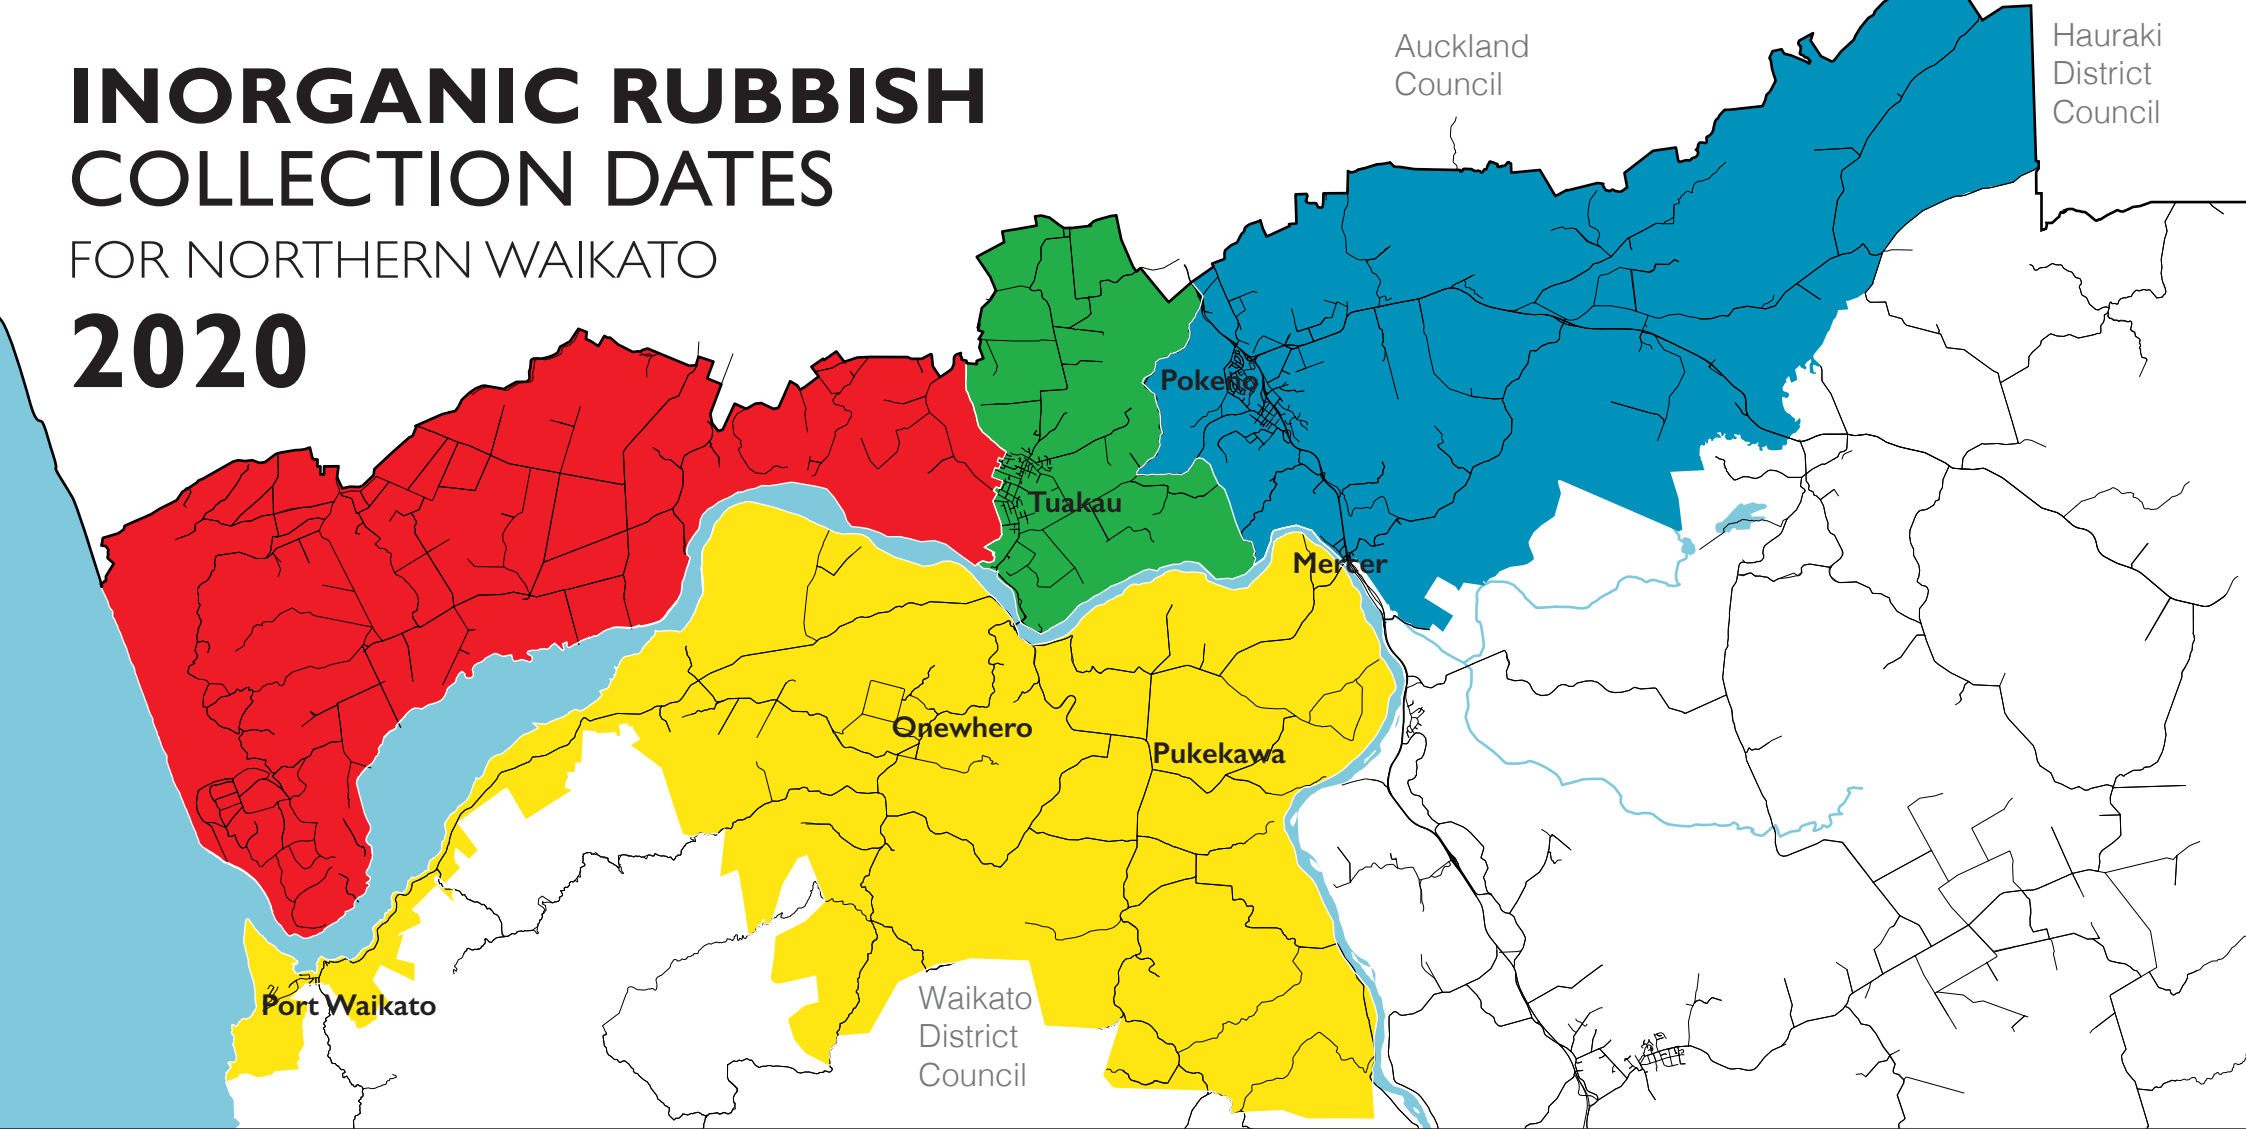 INORGANIC RUBBISH
COLLECTION DATES
FOR NORTHERN WAIKATO
2020
Auckland
Council
Hauraki
District
Council
Pokeno
Tuakau
Mercer
Onewhero
Pukekawa
Port Waikato
Waikato
District
Council